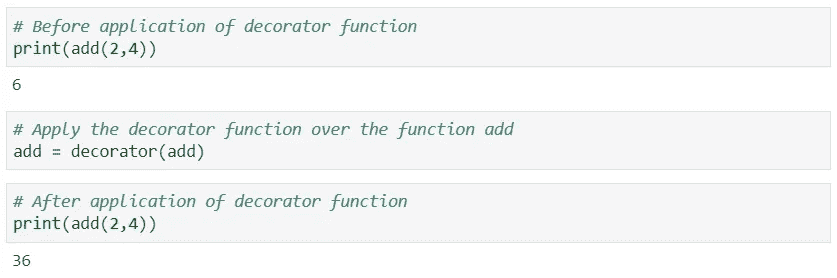 # Before application of decorator function
print(add(2,4))
6
# Apply the decorator function over the function add
add = decorator(add)
# After application of decorator function
print(add(2,4))
36